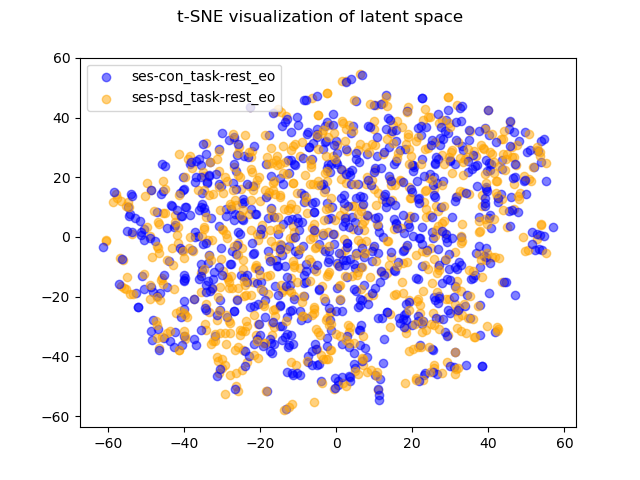 t-SNE visualization of latent space
ses-con_task-rest_eo
ses-psd_task-rest_eo
60
40
20
0
−20
−40
−60
−60 −40 −20 0 20 40 60